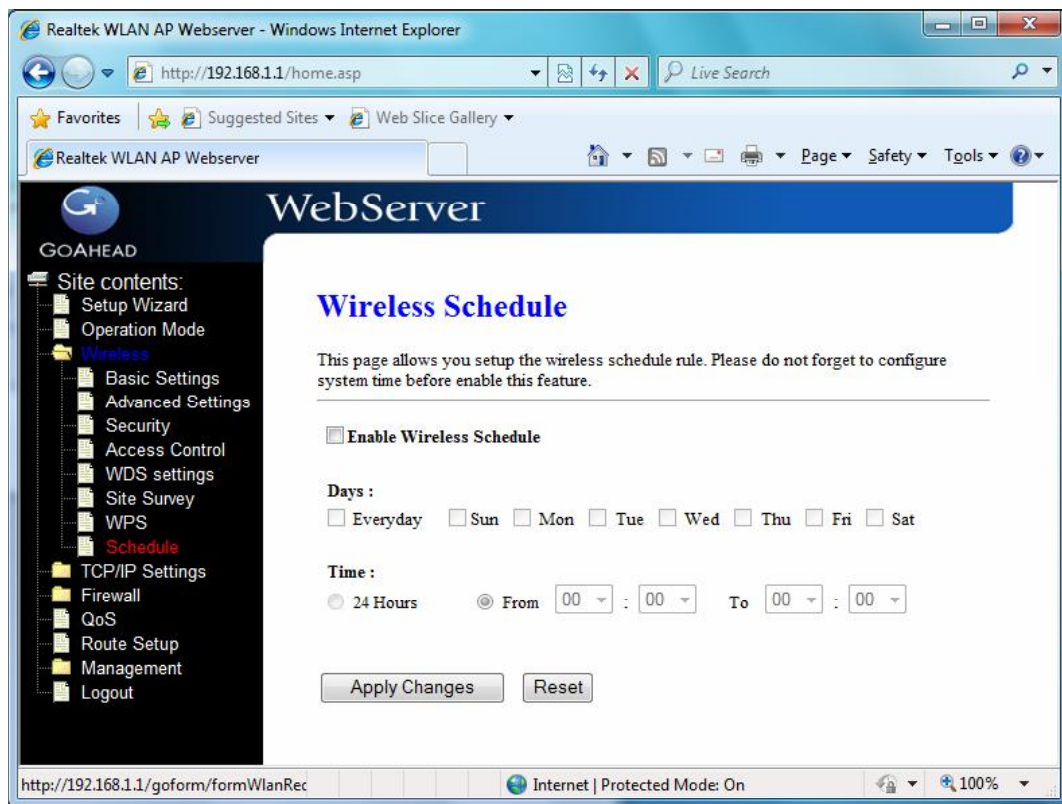 Realtek WLAN AP Webserver - Windows Internet Explorer
http://192.168.1.1/home.asp
Live Search
Favorites
Suggested Sites
Web Slice Gallery
Realtek WLAN AP Webserver
Page
Safety
Tools
GoAhead
WebServer
Site contents:
Setup Wizard
Operation Mode
Wireless
Basic Settings
Advanced Settings
Security
Access Control
WDS settings
Site Survey
WPS
Schedule
TCP/IP Settings
Firewall
QoS
Route Setup
Management
Logout
Wireless Schedule
This page allows you setup the wireless schedule rule. Please do not forget to configure
system time before enable this feature.
Enable Wireless Schedule
Days :
Everyday Sun Mon Tue Wed Thu Fri Sat
Time :
24 Hours From 00 : 00 To 00 : 00
Apply Changes Reset
http://192.168.1.1/goform/formWlanRec
Internet | Protected Mode: On
100%